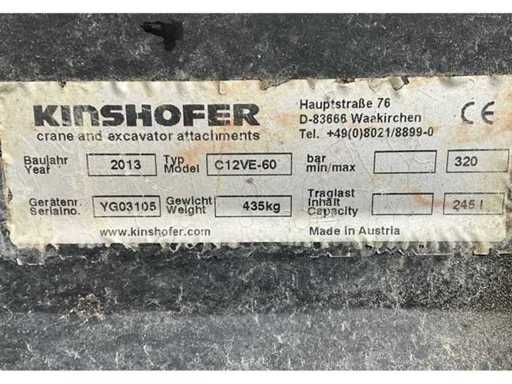 KINSHOFER
crane and excavator attachments
Hauptstraße 76
D-83666 Waakirchen
Tel. +49(0)8021/8899-0
CE
Baujahr
Year
2013
Typ
Model
C12VE-60
bar
min/max
320
Gerätenr.
Serialno.
YG03105
Gewicht
Weight
435kg
Traglast
Inhalt
Capacity
245 l
www.kinshofer.com
Made in Austria